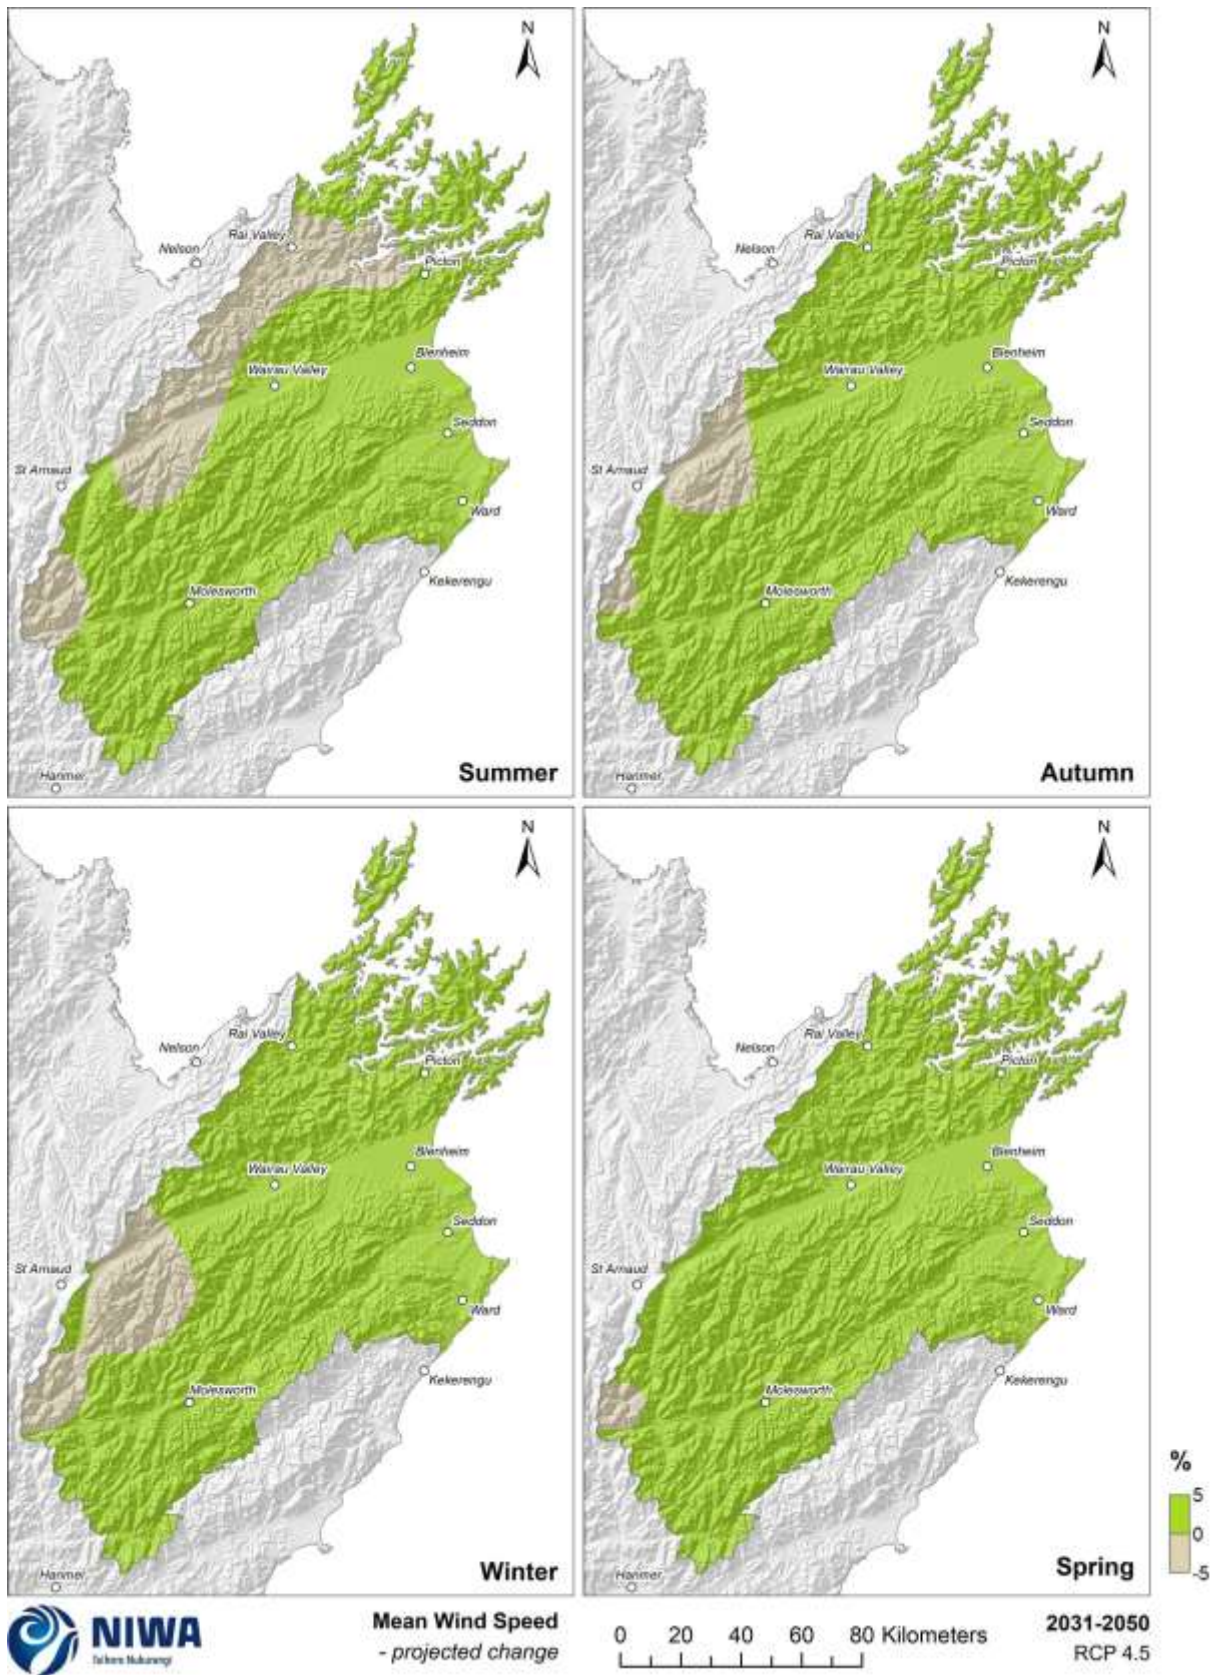 N
Rai Valley
Nelson
Picton
Blenheim
Wairau Valley
Seddon
St Arnaud
Ward
Kekerengu
Molesworth
Hanmer
Summer
N
Rai Valley
Nelson
Picton
Blenheim
Wairau Valley
Seddon
St Arnaud
Ward
Kekerengu
Molesworth
Hanmer
Autumn
N
Rai Valley
Nelson
Picton
Blenheim
Wairau Valley
Seddon
St Arnaud
Ward
Kekerengu
Molesworth
Hanmer
Winter
N
Rai Valley
Nelson
Picton
Blenheim
Wairau Valley
Seddon
St Arnaud
Ward
Kekerengu
Molesworth
Hanmer
Spring
%
5
0
-5
NIWA
Taihoro Nukurangi
Mean Wind Speed
- projected change
0 20 40 60 80 Kilometers
2031-2050
RCP 4.5